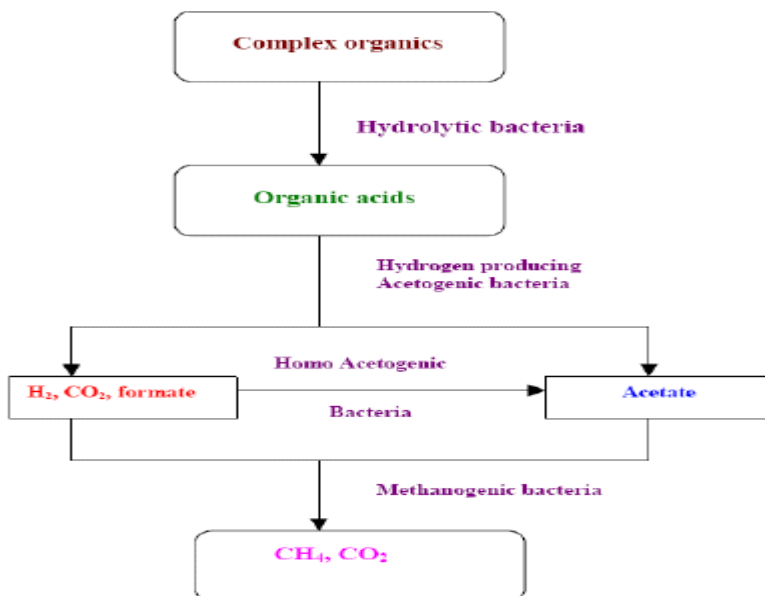 Complex organics
Hydrolytic bacteria
Organic acids
Hydrogen producing
Acetogenic bacteria
Homo Acetogenic
H₂, CO₂, formate
Acetate
Bacteria
Methanogenic bacteria
CH₄, CO₂